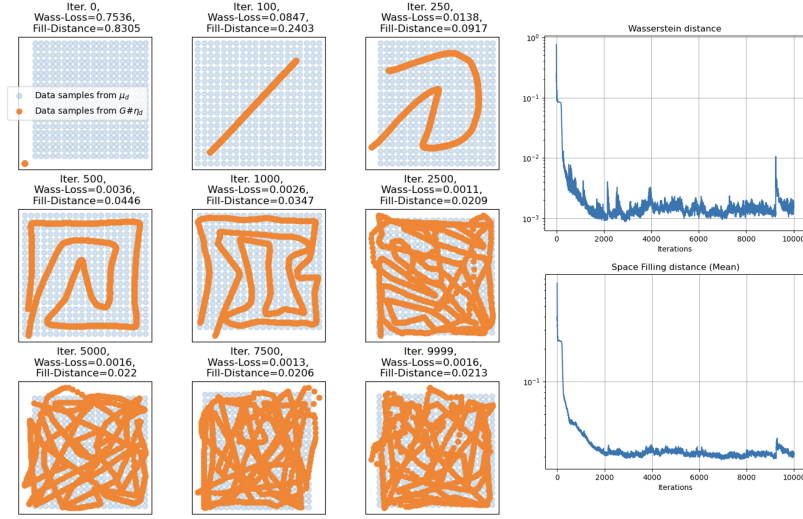 Iter. 0,
Wass-Loss=0.7536,
Fill-Distance=0.8305
Iter. 100,
Wass-Loss=0.0847,
Fill-Distance=0.2403
Iter. 250,
Wass-Loss=0.0138,
Fill-Distance=0.0917
Data samples from μ_d
Data samples from G#η_d
Iter. 500,
Wass-Loss=0.0036,
Fill-Distance=0.0446
Iter. 1000,
Wass-Loss=0.0026,
Fill-Distance=0.0347
Iter. 2500,
Wass-Loss=0.0011,
Fill-Distance=0.0209
Iter. 5000,
Wass-Loss=0.0016,
Fill-Distance=0.022
Iter. 7500,
Wass-Loss=0.0013,
Fill-Distance=0.0206
Iter. 9999,
Wass-Loss=0.0016,
Fill-Distance=0.0213
Wasserstein distance
10⁰
10⁻¹
10⁻²
10⁻³
0 2000 4000 6000 8000 10000
Iterations
Space Filling distance (Mean)
10⁻¹
0 2000 4000 6000 8000 10000
Iterations